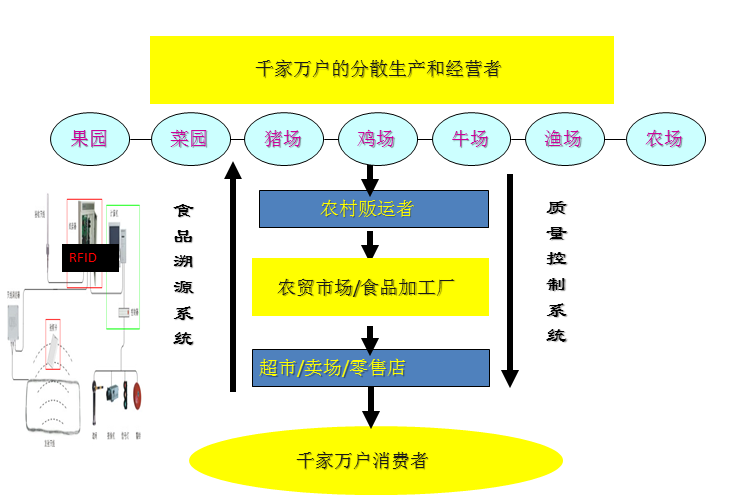 千家万户的分散生产和经营者
果园
菜园
猪场
鸡场
牛场
渔场
农场
农村贩运者
食品溯源系统
质量控制系统
RFID
农贸市场/食品加工厂
超市/卖场/零售店
千家万户消费者